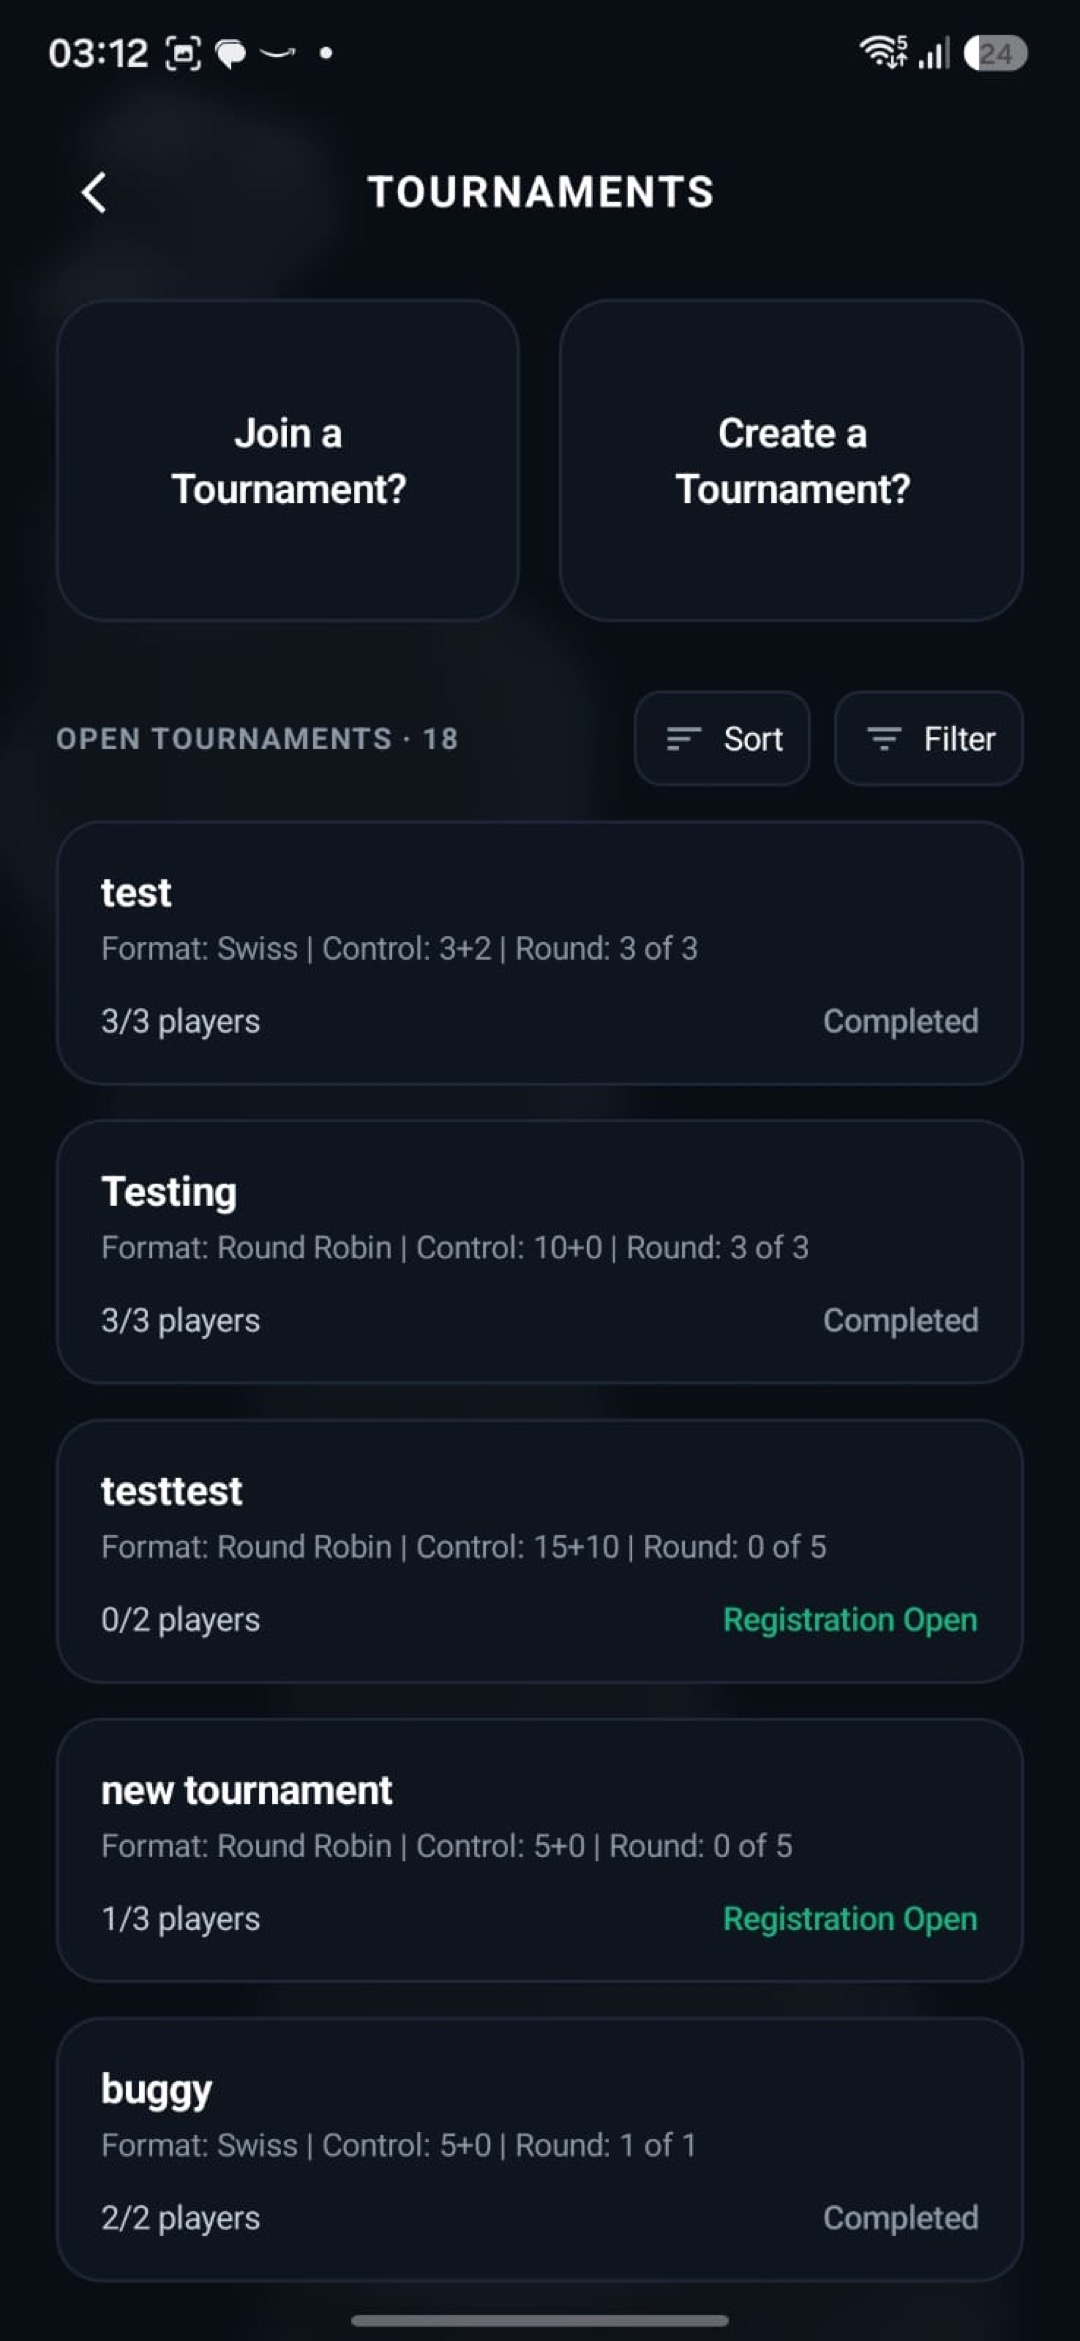 03:12
5
24
TOURNAMENTS
Join a
Tournament?
Create a
Tournament?
OPEN TOURNAMENTS · 18
Sort
Filter
test
Format: Swiss | Control: 3+2 | Round: 3 of 3
3/3 players
Completed
Testing
Format: Round Robin | Control: 10+0 | Round: 3 of 3
3/3 players
Completed
testtest
Format: Round Robin | Control: 15+10 | Round: 0 of 5
0/2 players
Registration Open
new tournament
Format: Round Robin | Control: 5+0 | Round: 0 of 5
1/3 players
Registration Open
buggy
Format: Swiss | Control: 5+0 | Round: 1 of 1
2/2 players
Completed